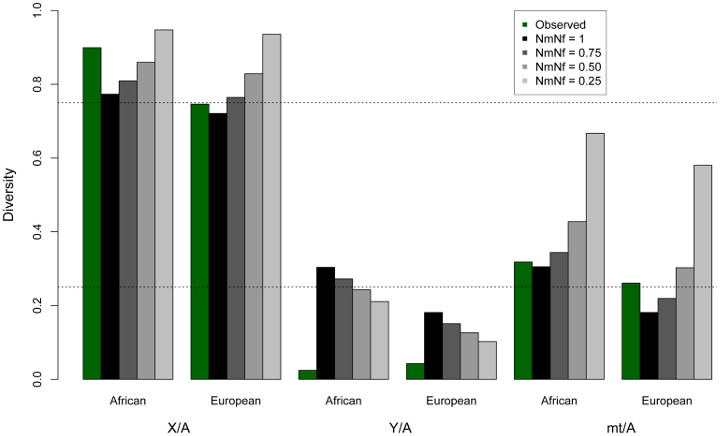 1.0
0.8
0.6
0.4
0.2
0.0
Diversity
Observed
NmNf = 1
NmNf = 0.75
NmNf = 0.50
NmNf = 0.25
African European African European African European
X/A Y/A mt/A